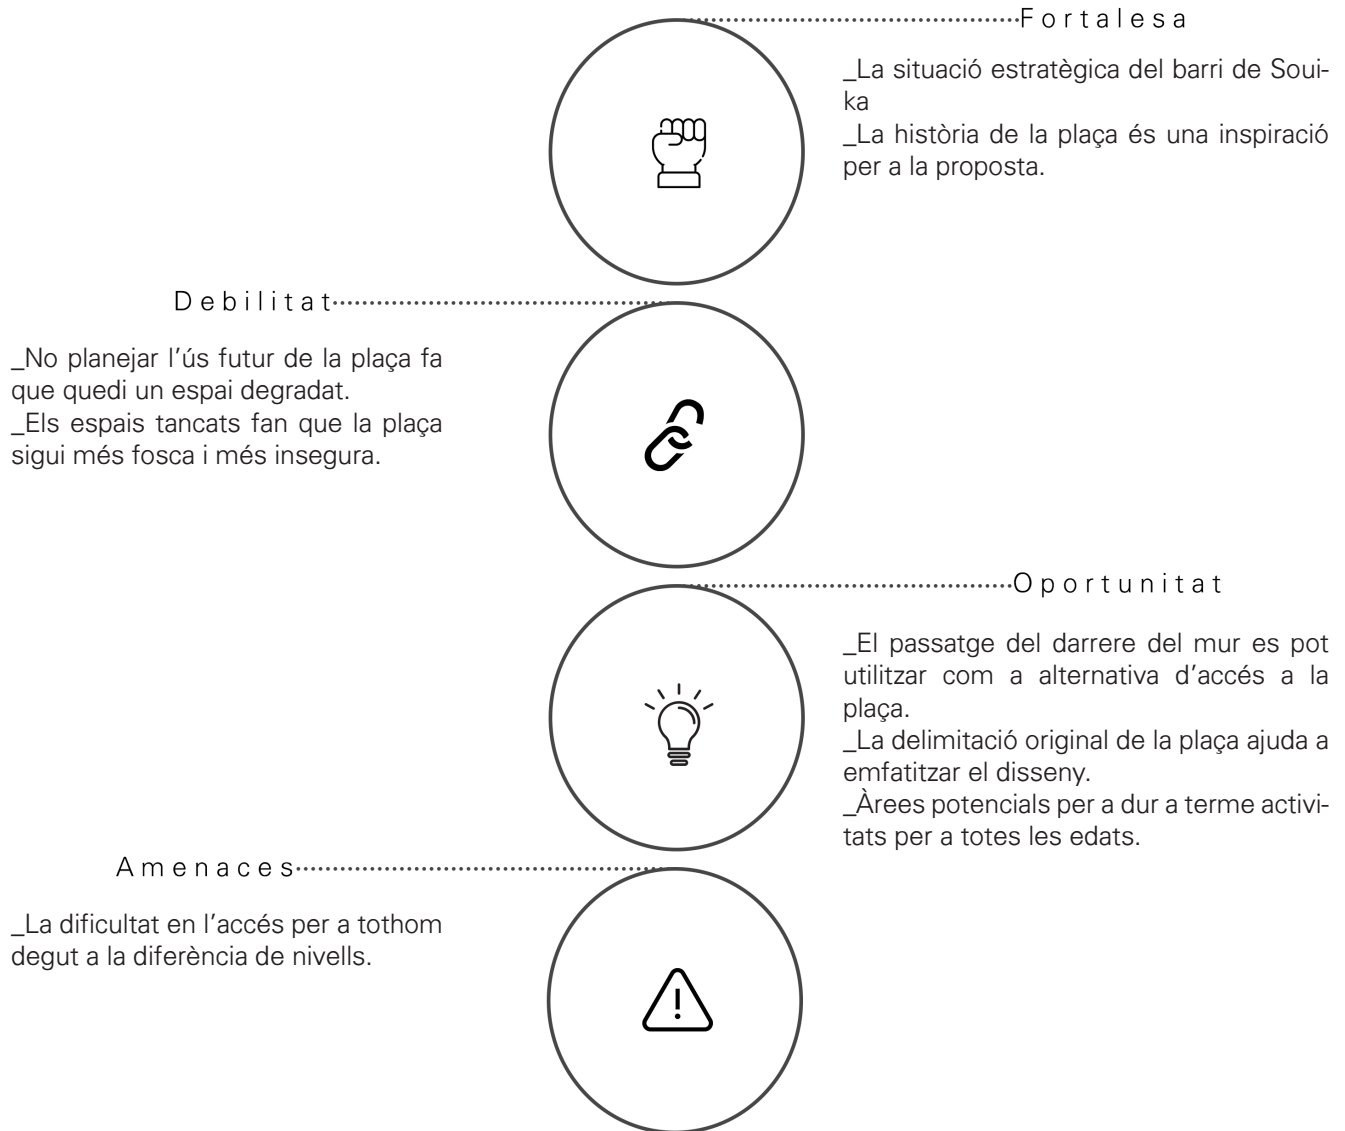 Fortalesa
_La situació estratègica del barri de Soui-
ka
_La història de la plaça és una inspiració
per a la proposta.
Debilitat
_No planejar l'ús futur de la plaça fa
que quedi un espai degradat.
_Els espais tancats fan que la plaça
sigui més fosca i més insegura.
Oportunitat
_El passatge del darrere del mur es pot
utilitzar com a alternativa d'accés a la
plaça.
_La delimitació original de la plaça ajuda a
emfatitzar el disseny.
_Àrees potencials per a dur a terme activi-
tats per a totes les edats.
Amenaces
_La dificultat en l'accés per a tothom
degut a la diferència de nivells.